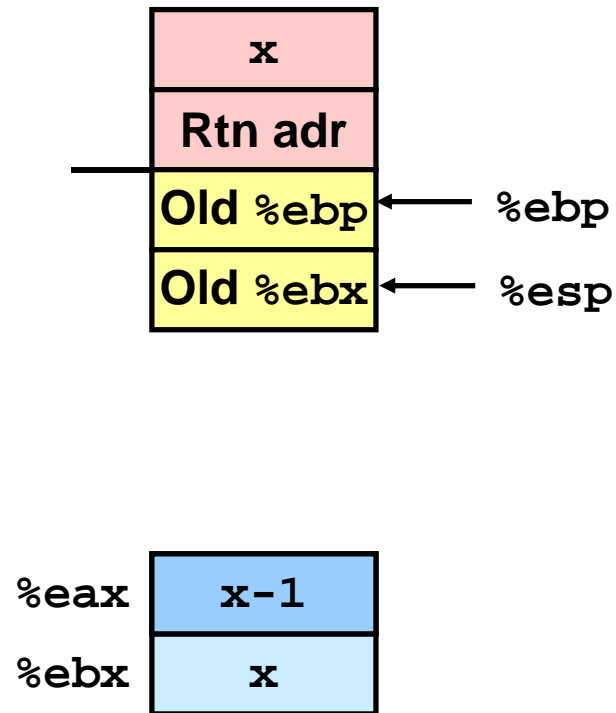 x
Rtn adr
Old %ebp %ebp
Old %ebx %esp
%eax x-1
%ebx x